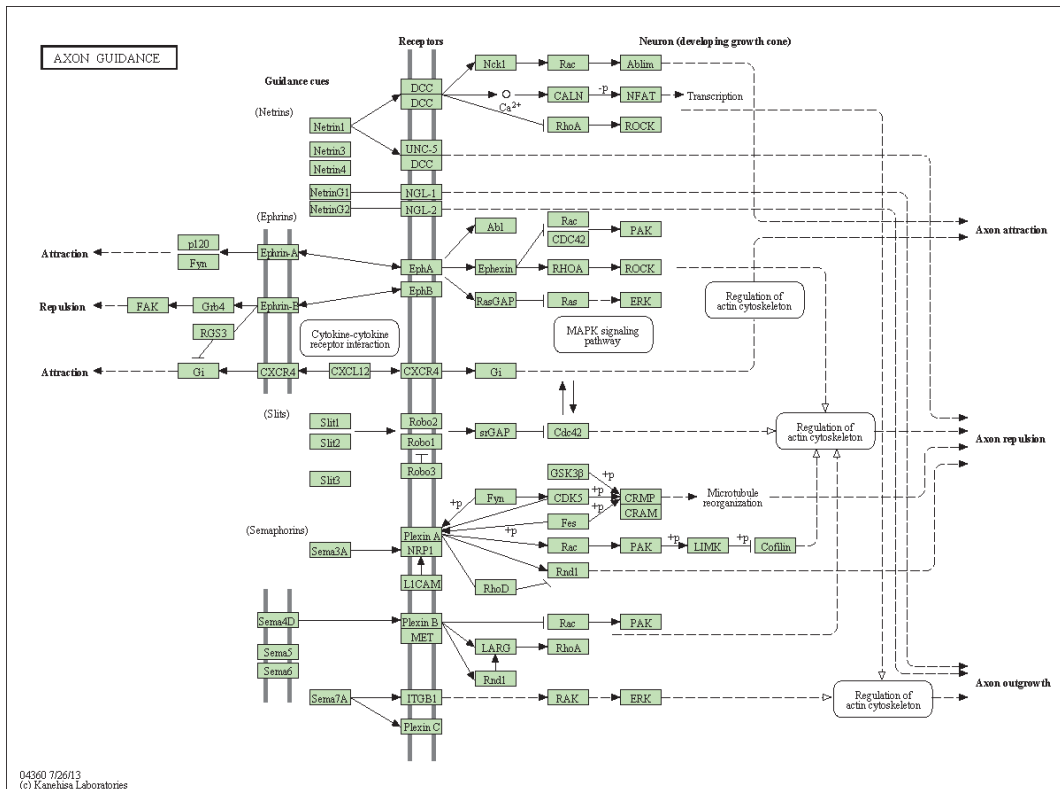 AXON GUIDANCE
Receptors
Neuron (developing growth cone)
Guidance cues
(Netrins)
Netrin1
Netrin3
Netrin4
NetrinG1
NetrinG2
DCC
DCC
UNC-5
DCC
NGL-1
NGL-2
Nck1
Rac
Ablim
Ca2+
CALN
-p
NFAT
Transcription
RhoA
ROCK
(Ephrins)
Attraction
p120
Fyn
Ephrin-A
EphA
EphB
Abl
Rac
CDC42
PAK
Ephexin
RHOA
ROCK
RasGAP
Ras
ERK
Axon attraction
Repulsion
FAK
Grb4
Ephrin-B
RGS3
Cytokine-cytokine
receptor interaction
MAPK signaling
pathway
Regulation of
actin cytoskeleton
Attraction
Gi
CXCR4
CXCL12
CXCR4
Gi
(Slits)
Slit1
Slit2
Slit3
Robo2
Robo1
Robo3
srGAP
Cdc42
Regulation of
actin cytoskeleton
Axon repulsion
GSK3β
+p
Fyn
+p
CDK5
+p
CRMP
CRAM
Microtubule
reorganization
Fes
+p
+p
(Semaphorins)
Sema3A
Plexin A
NRP1
L1CAM
Rac
PAK
+p
LIMK
+p
Cofilin
Rnd1
RhoD
Sema4D
Sema5
Sema6
Plexin B
MET
Rac
PAK
LARG
RhoA
Rnd1
Sema7A
ITGB1
Plexin C
RAK
ERK
Regulation of
actin cytoskeleton
Axon outgrowth
04360 7/26/13
(c) Kanehisa Laboratories